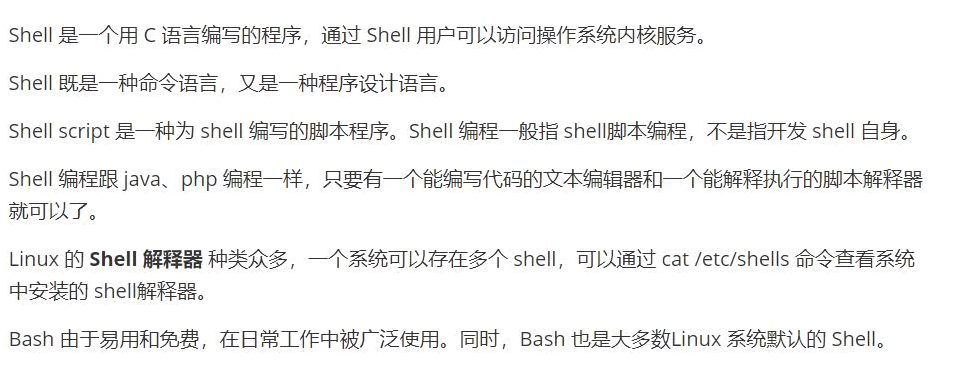 Shell 是一个用 C 语言编写的程序，通过 Shell 用户可以访问操作系统内核服务。
Shell 既是一种命令语言，又是一种程序设计语言。
Shell script 是一种为 shell 编写的脚本程序。Shell 编程一般指 shell脚本编程，不是指开发 shell 自身。
Shell 编程跟 java、php 编程一样，只要有一个能编写代码的文本编辑器和一个能解释执行的脚本解释器
就可以了。
Linux 的 Shell 解释器 种类众多，一个系统可以存在多个 shell，可以通过 cat /etc/shells 命令查看系统
中安装的 shell解释器。
Bash 由于易用和免费，在日常工作中被广泛使用。同时，Bash 也是大多数Linux 系统默认的 Shell。